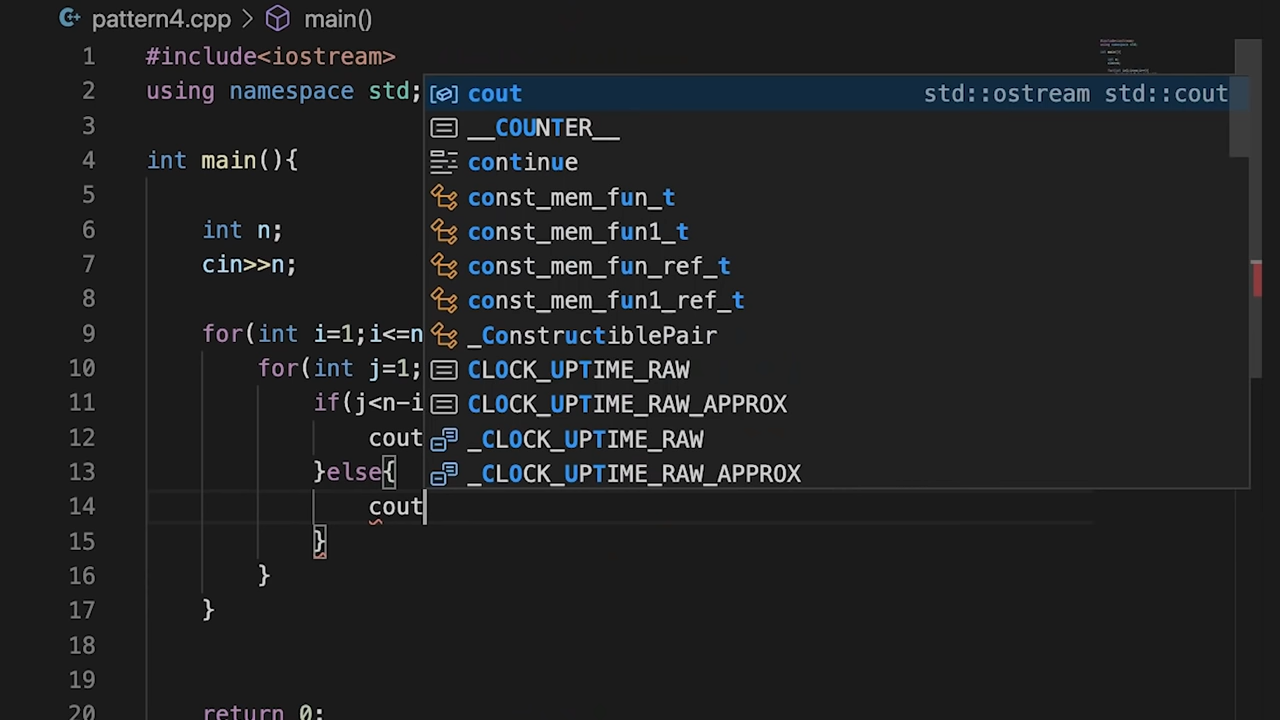 pattern4.cpp > main()
1 #include<iostream>
2 using namespace std;
3
4 int main(){
5
6 int n;
7 cin>>n;
8
9 for(int i=1;i<=n
10 for(int j=1;
11 if(j<n-i
12 cout
13 }else{
14 cout
15 }
16 }
17 }
18
19
20 return 0;
cout std::ostream std::cout
__COUNTER__
continue
const_mem_fun_t
const_mem_fun1_t
const_mem_fun_ref_t
const_mem_fun1_ref_t
_ConstructiblePair
CLOCK_UPTIME_RAW
CLOCK_UPTIME_RAW_APPROX
_CLOCK_UPTIME_RAW
_CLOCK_UPTIME_RAW_APPROX